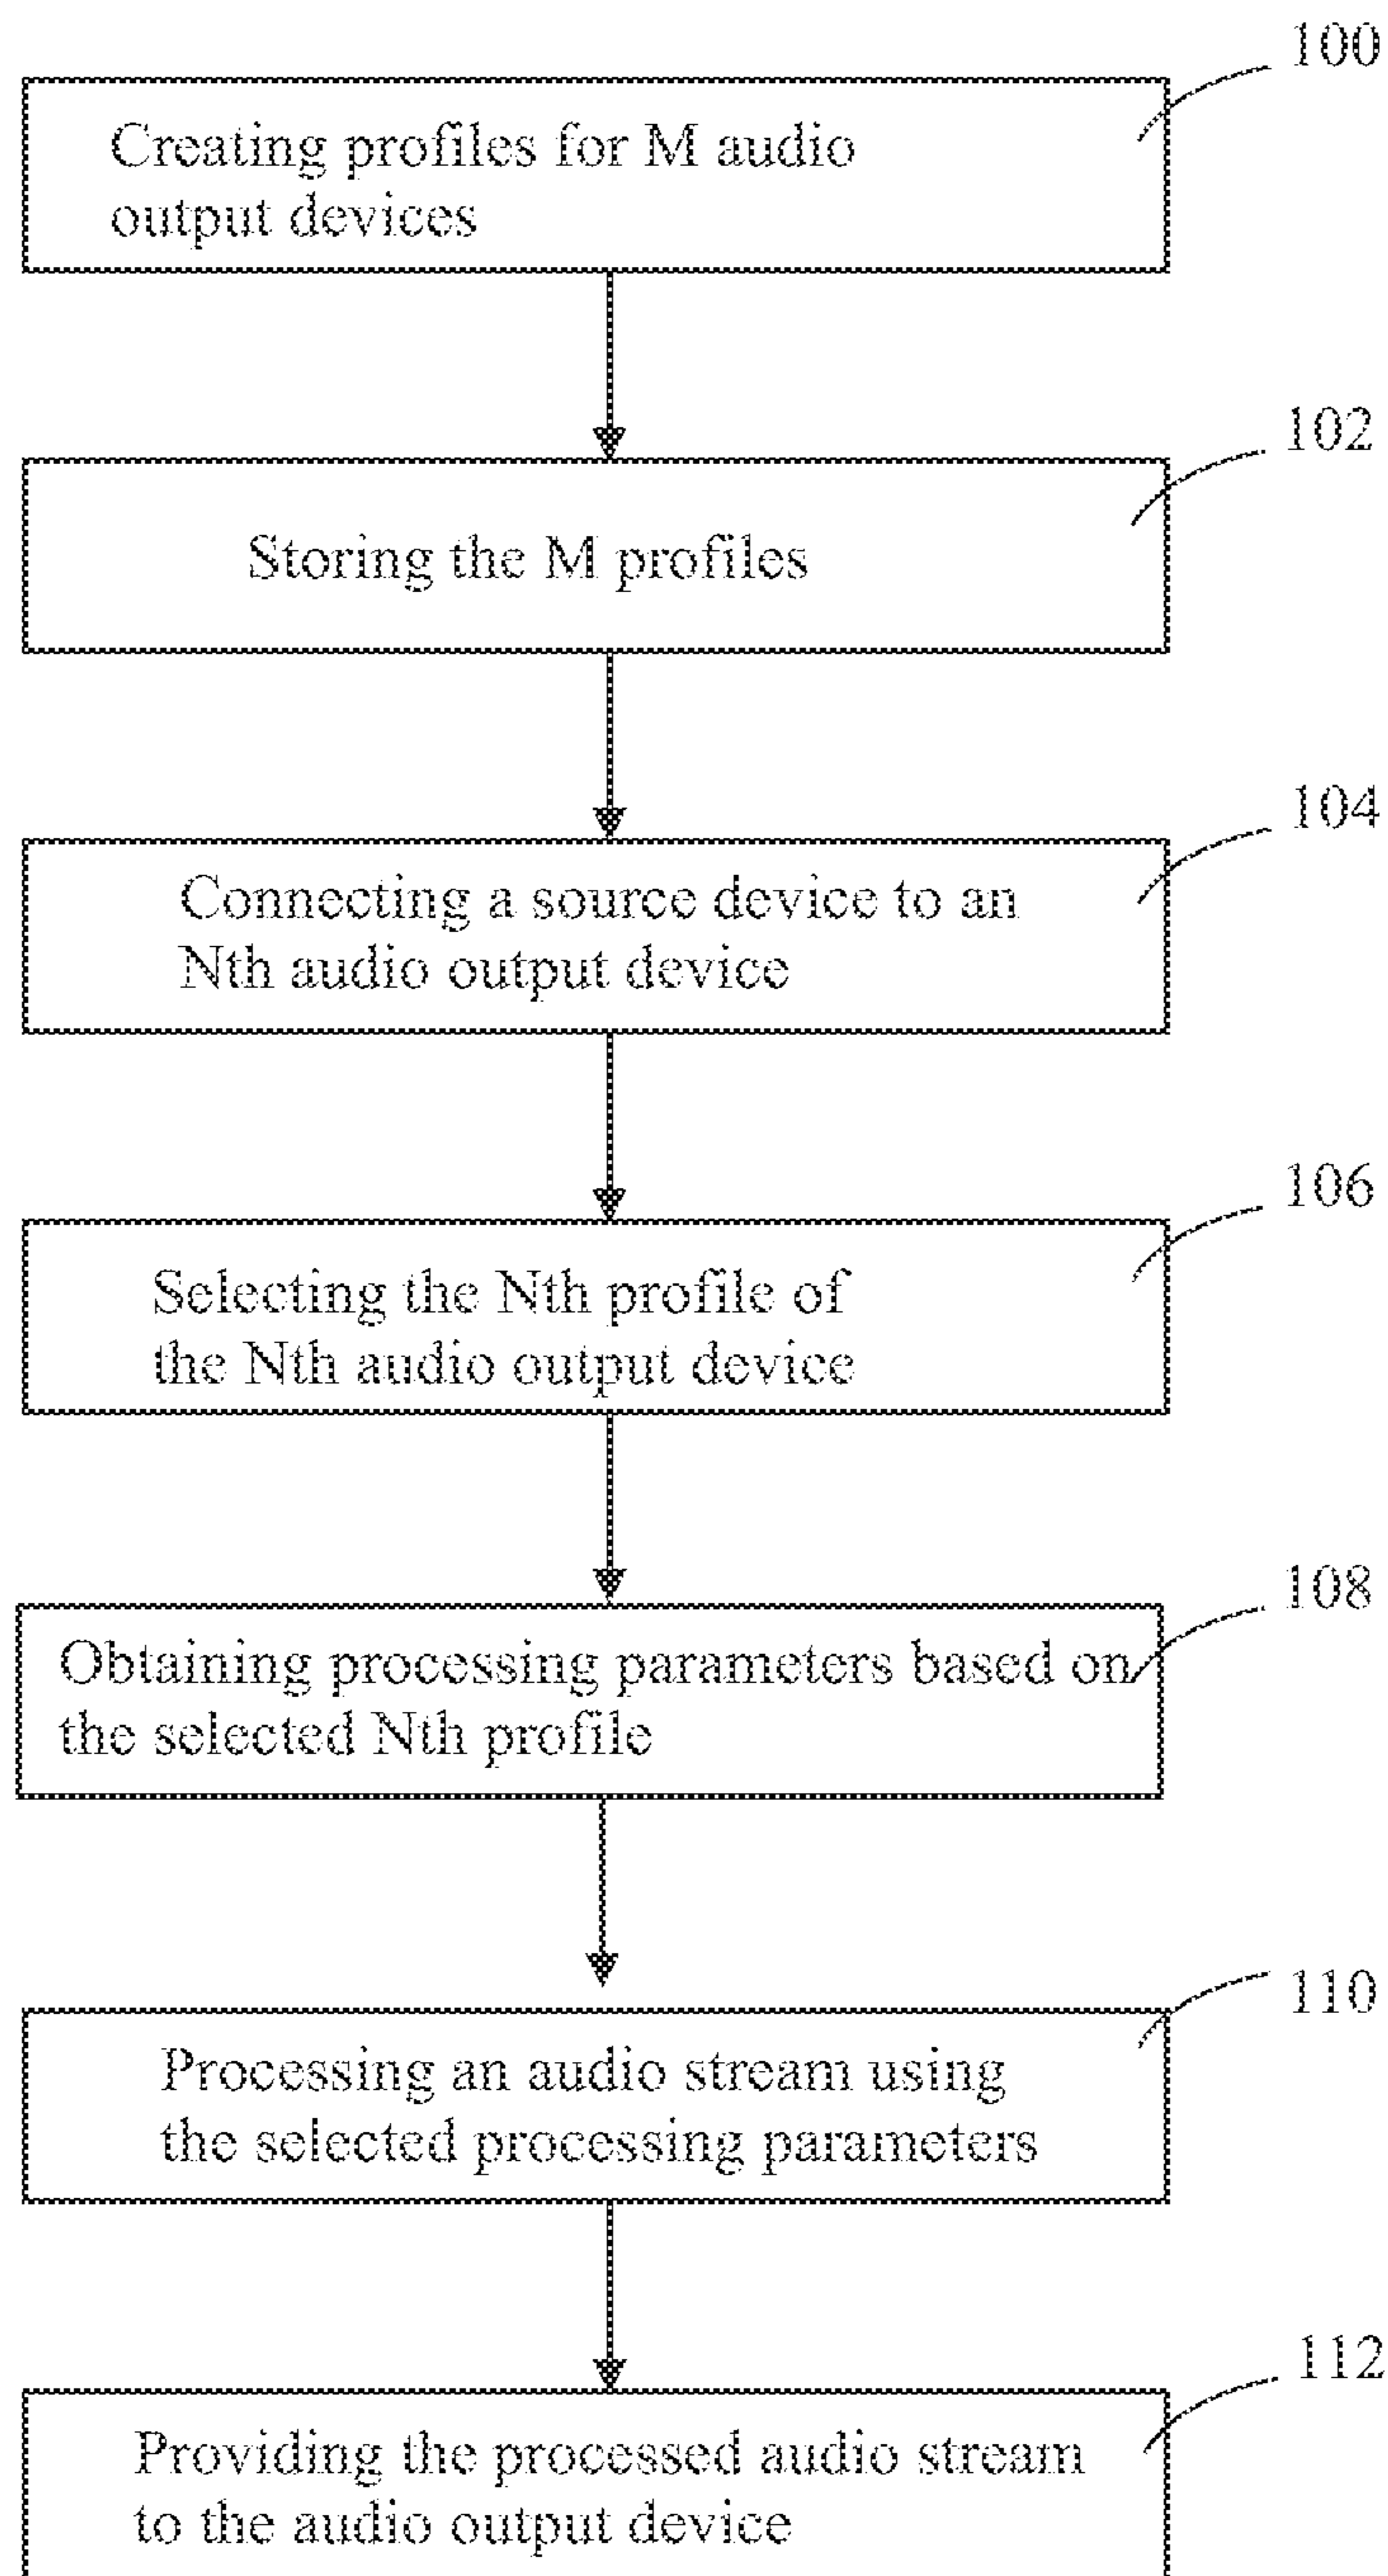 100
Creating profiles for M audio
output devices
102
Storing the M profiles
104
Connecting a source device to an
Nth audio output device
106
Selecting the Nth profile of
the Nth audio output device
108
Obtaining processing parameters based on
the selected Nth profile
110
Processing an audio stream using
the selected processing parameters
112
Providing the processed audio stream
to the audio output device